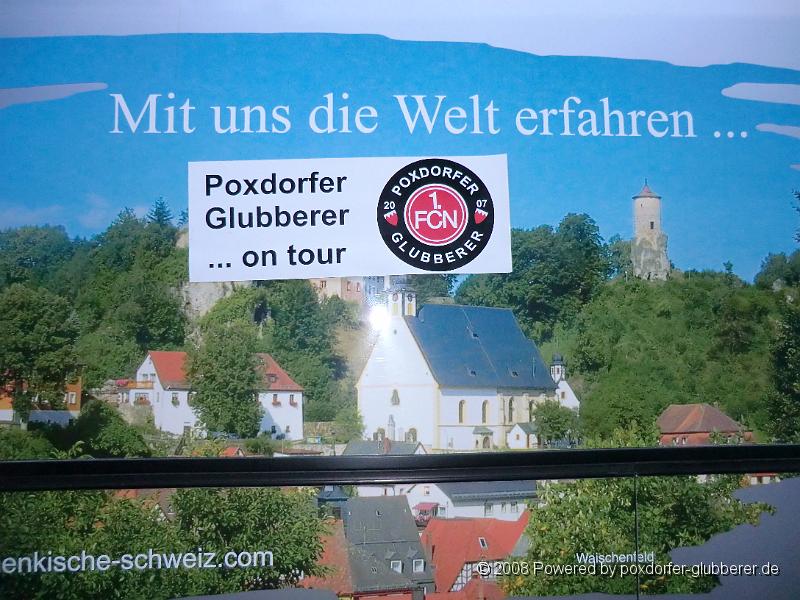 Mit uns die Welt erfahren ...
Poxdorfer
Glubberer
... on tour
POXDORFER
20 07
1.
FCN
GLUBBERER
enkische-schweiz.com
Waischenfeld
©2008 Powered by poxdorfer-glubberer.de